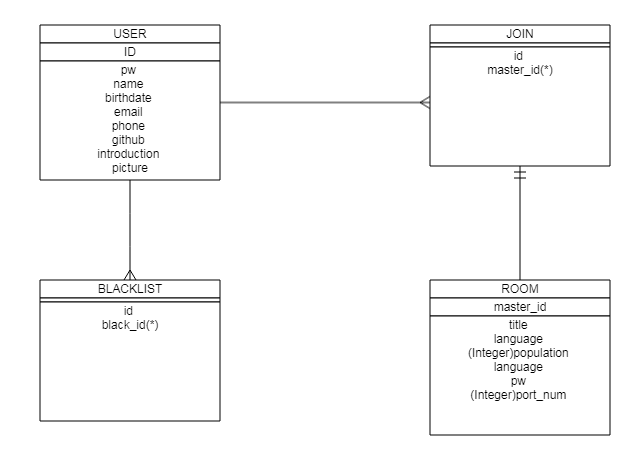 USER
ID
pw
name
birthdate
email
phone
github
introduction
picture
JOIN
id
master_id(*)
BLACKLIST
id
black_id(*)
ROOM
master_id
title
language
(Integer)population
language
pw
(Integer)port_num